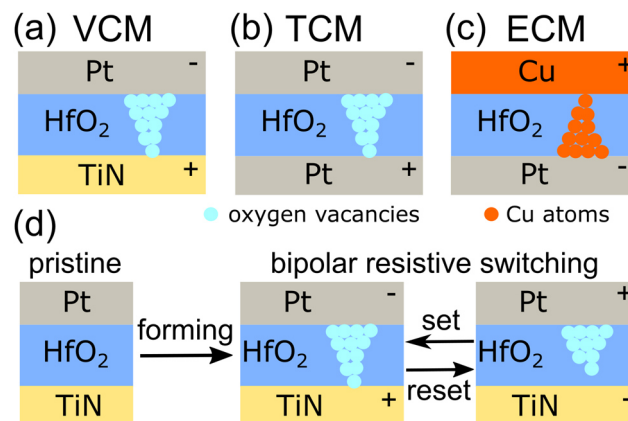 (a) VCM (b) TCM (c) ECM
Pt - Pt - Cu +
HfO₂ HfO₂ HfO₂
TiN + Pt + Pt -
oxygen vacancies Cu atoms
(d)
pristine bipolar resistive switching
Pt Pt - Pt +
forming set
HfO₂ HfO₂ HfO₂
reset
TiN TiN + TiN -